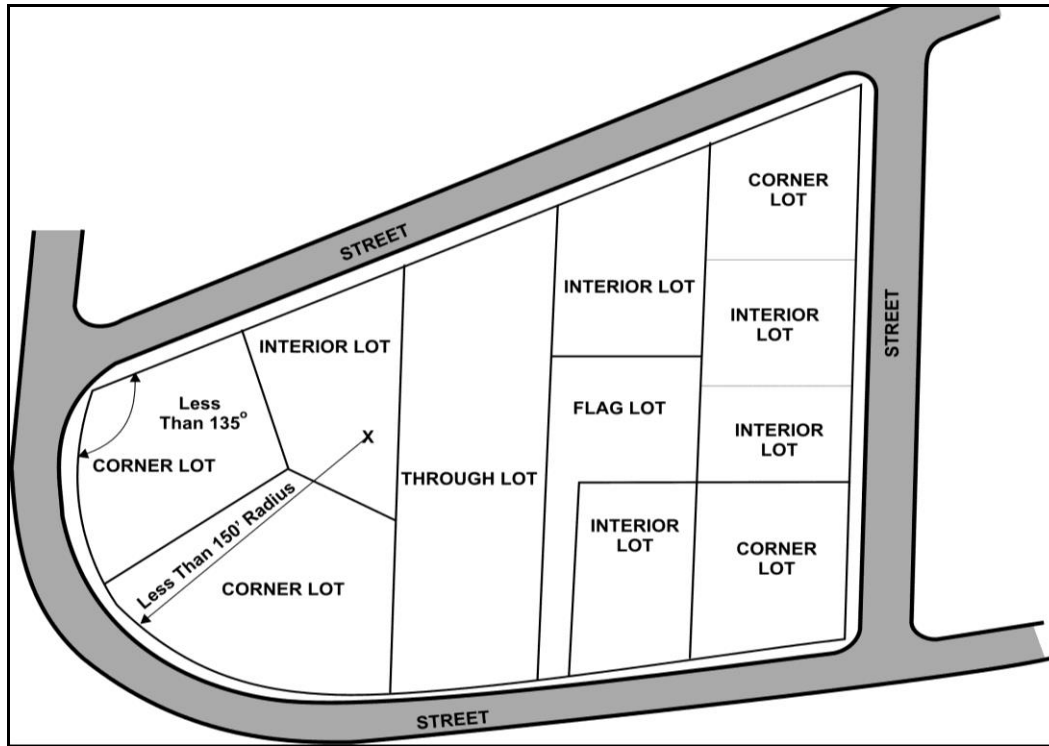 STREET
CORNER
LOT
INTERIOR LOT
INTERIOR
LOT
STREET
INTERIOR LOT
Less
Than 135°
FLAG LOT
INTERIOR
LOT
X
CORNER LOT
THROUGH LOT
Less Than 150' Radius
INTERIOR
LOT
CORNER
LOT
CORNER LOT
STREET